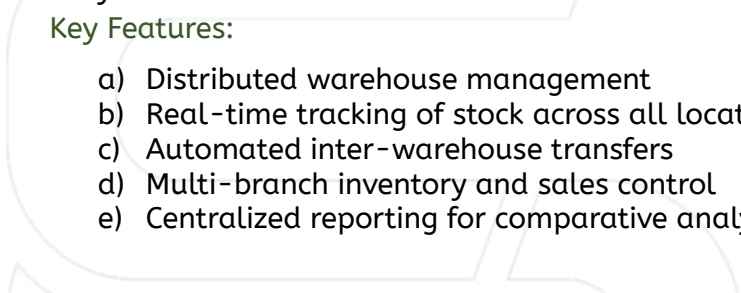 Key Features:
a) Distributed warehouse management
b) Real-time tracking of stock across all
c) Automated inter-warehouse transfers
d) Multi-branch inventory and sales control
e) Centralized reporting for comparative